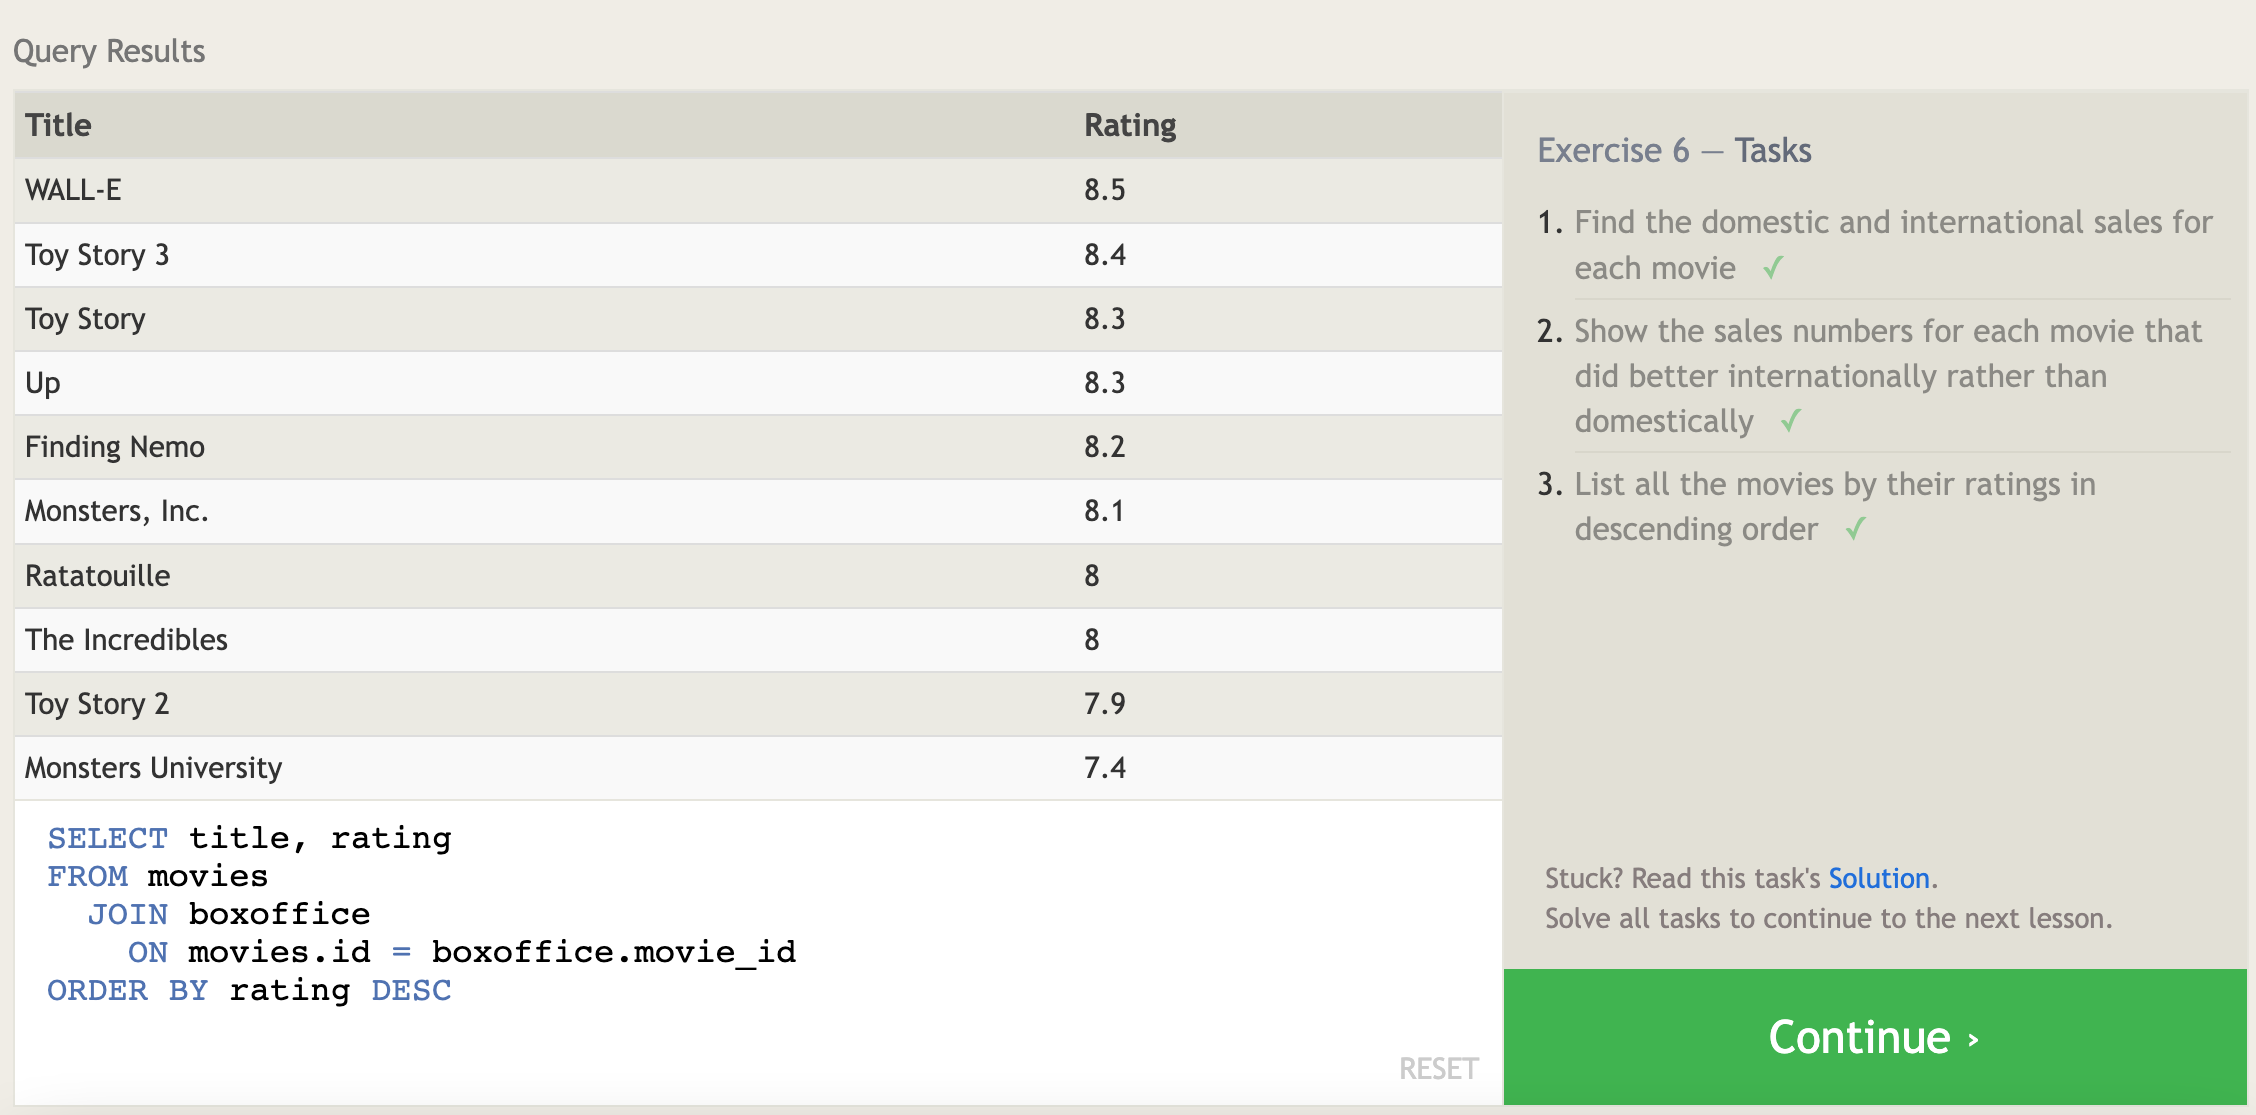 Query Results
Title Rating
WALL-E 8.5
Toy Story 3 8.4
Toy Story 8.3
Up 8.3
Finding Nemo 8.2
Monsters, Inc. 8.1
Ratatouille 8
The Incredibles 8
Toy Story 2 7.9
Monsters University 7.4
SELECT title, rating
FROM movies
JOIN boxoffice
ON movies.id = boxoffice.movie_id
ORDER BY rating DESC
RESET
Exercise 6 — Tasks
1. Find the domestic and international sales for
each movie ✓
2. Show the sales numbers for each movie that
did better internationally rather than
domestically ✓
3. List all the movies by their ratings in
descending order ✓
Stuck? Read this task's Solution.
Solve all tasks to continue to the next lesson.
Continue ›